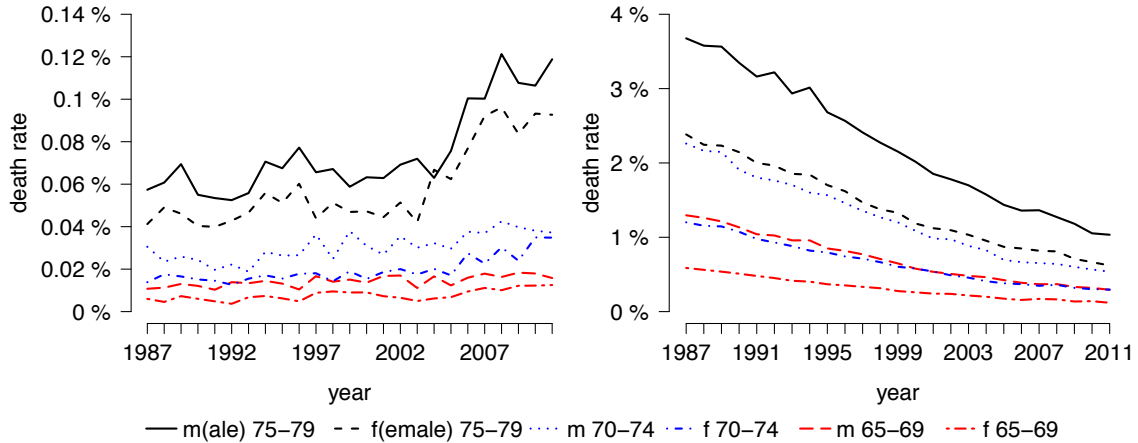 0.14 %
0.12 %
0.1 %
0.08 %
0.06 %
0.04 %
0.02 %
0 %
death rate
1987 1992 1997 2002 2007
year
4 %
3 %
2 %
1 %
0 %
death rate
1987 1991 1995 1999 2003 2007 2011
year
m(ale) 75−79 f(emale) 75−79 m 70−74 f 70−74 m 65−69 f 65−69